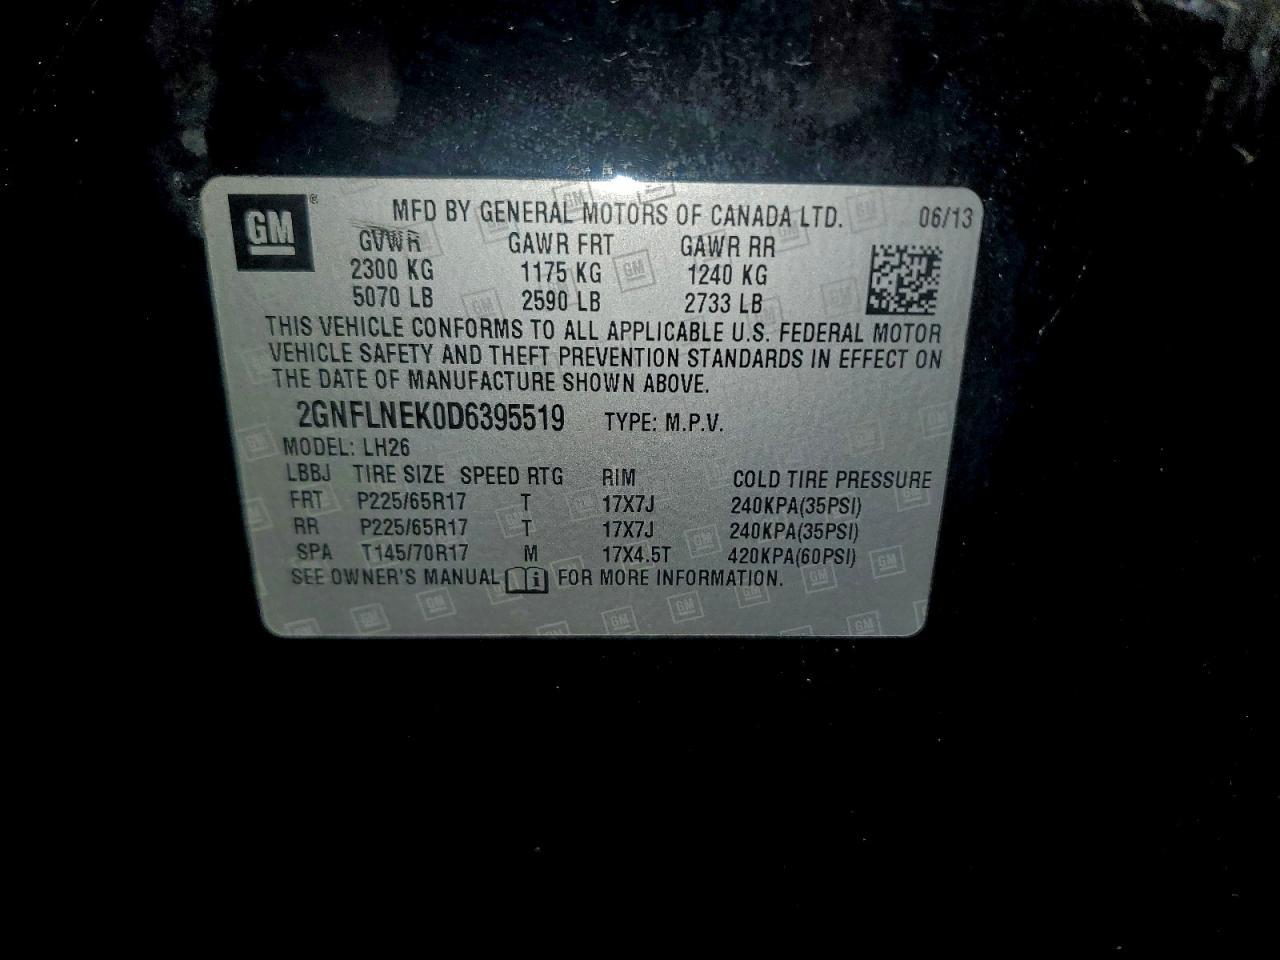 GM® MFD BY GENERAL MOTORS OF CANADA LTD. 06/13
GVWR GAWR FRT GAWR RR
2300 KG 1175 KG 1240 KG
5070 LB 2590 LB 2733 LB
THIS VEHICLE CONFORMS TO ALL APPLICABLE U.S. FEDERAL MOTOR
VEHICLE SAFETY AND THEFT PREVENTION STANDARDS IN EFFECT ON
THE DATE OF MANUFACTURE SHOWN ABOVE.
2GNFLNEK0D6395519 TYPE: M.P.V.
MODEL: LH26
LBBJ TIRE SIZE SPEED RTG RIM COLD TIRE PRESSURE
FRT P225/65R17 T 17X7J 240KPA(35PSI)
RR P225/65R17 T 17X7J 240KPA(35PSI)
SPA T145/70R17 M 17X4.5T 420KPA(60PSI)
SEE OWNER'S MANUAL i FOR MORE INFORMATION.